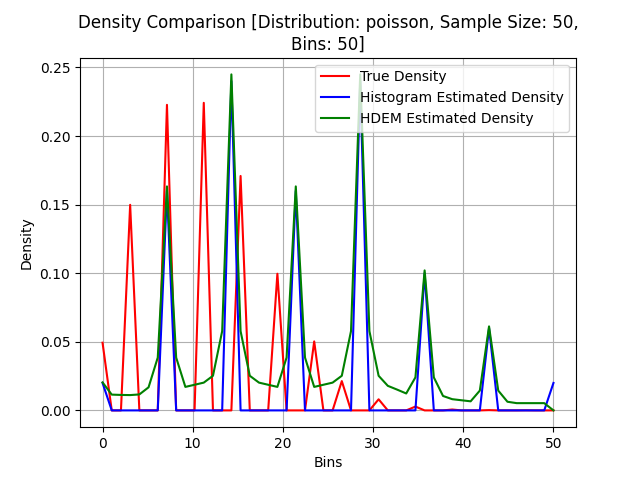 Density Comparison [Distribution: poisson, Sample Size: 50,
Bins: 50]
True Density
Histogram Estimated Density
HDEM Estimated Density
Density
0.25
0.20
0.15
0.10
0.05
0.00
0
10
20
30
40
50
Bins